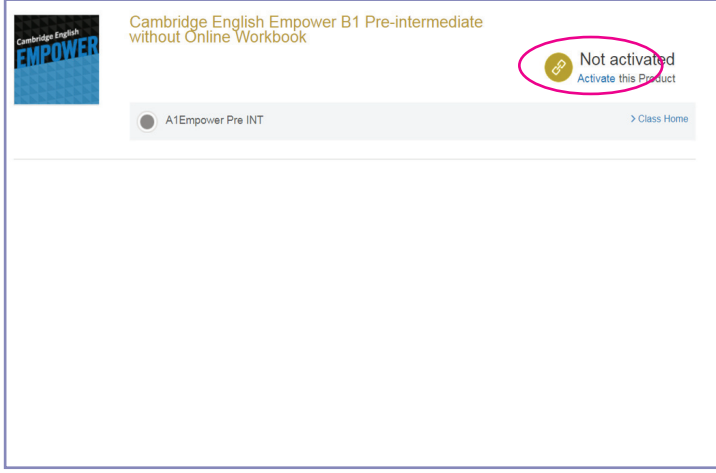 Cambridge English
EMPOWER
Cambridge English Empower B1 Pre-intermediate
without Online Workbook
Not activated
Activate this Product
A1Empower Pre INT
> Class Home